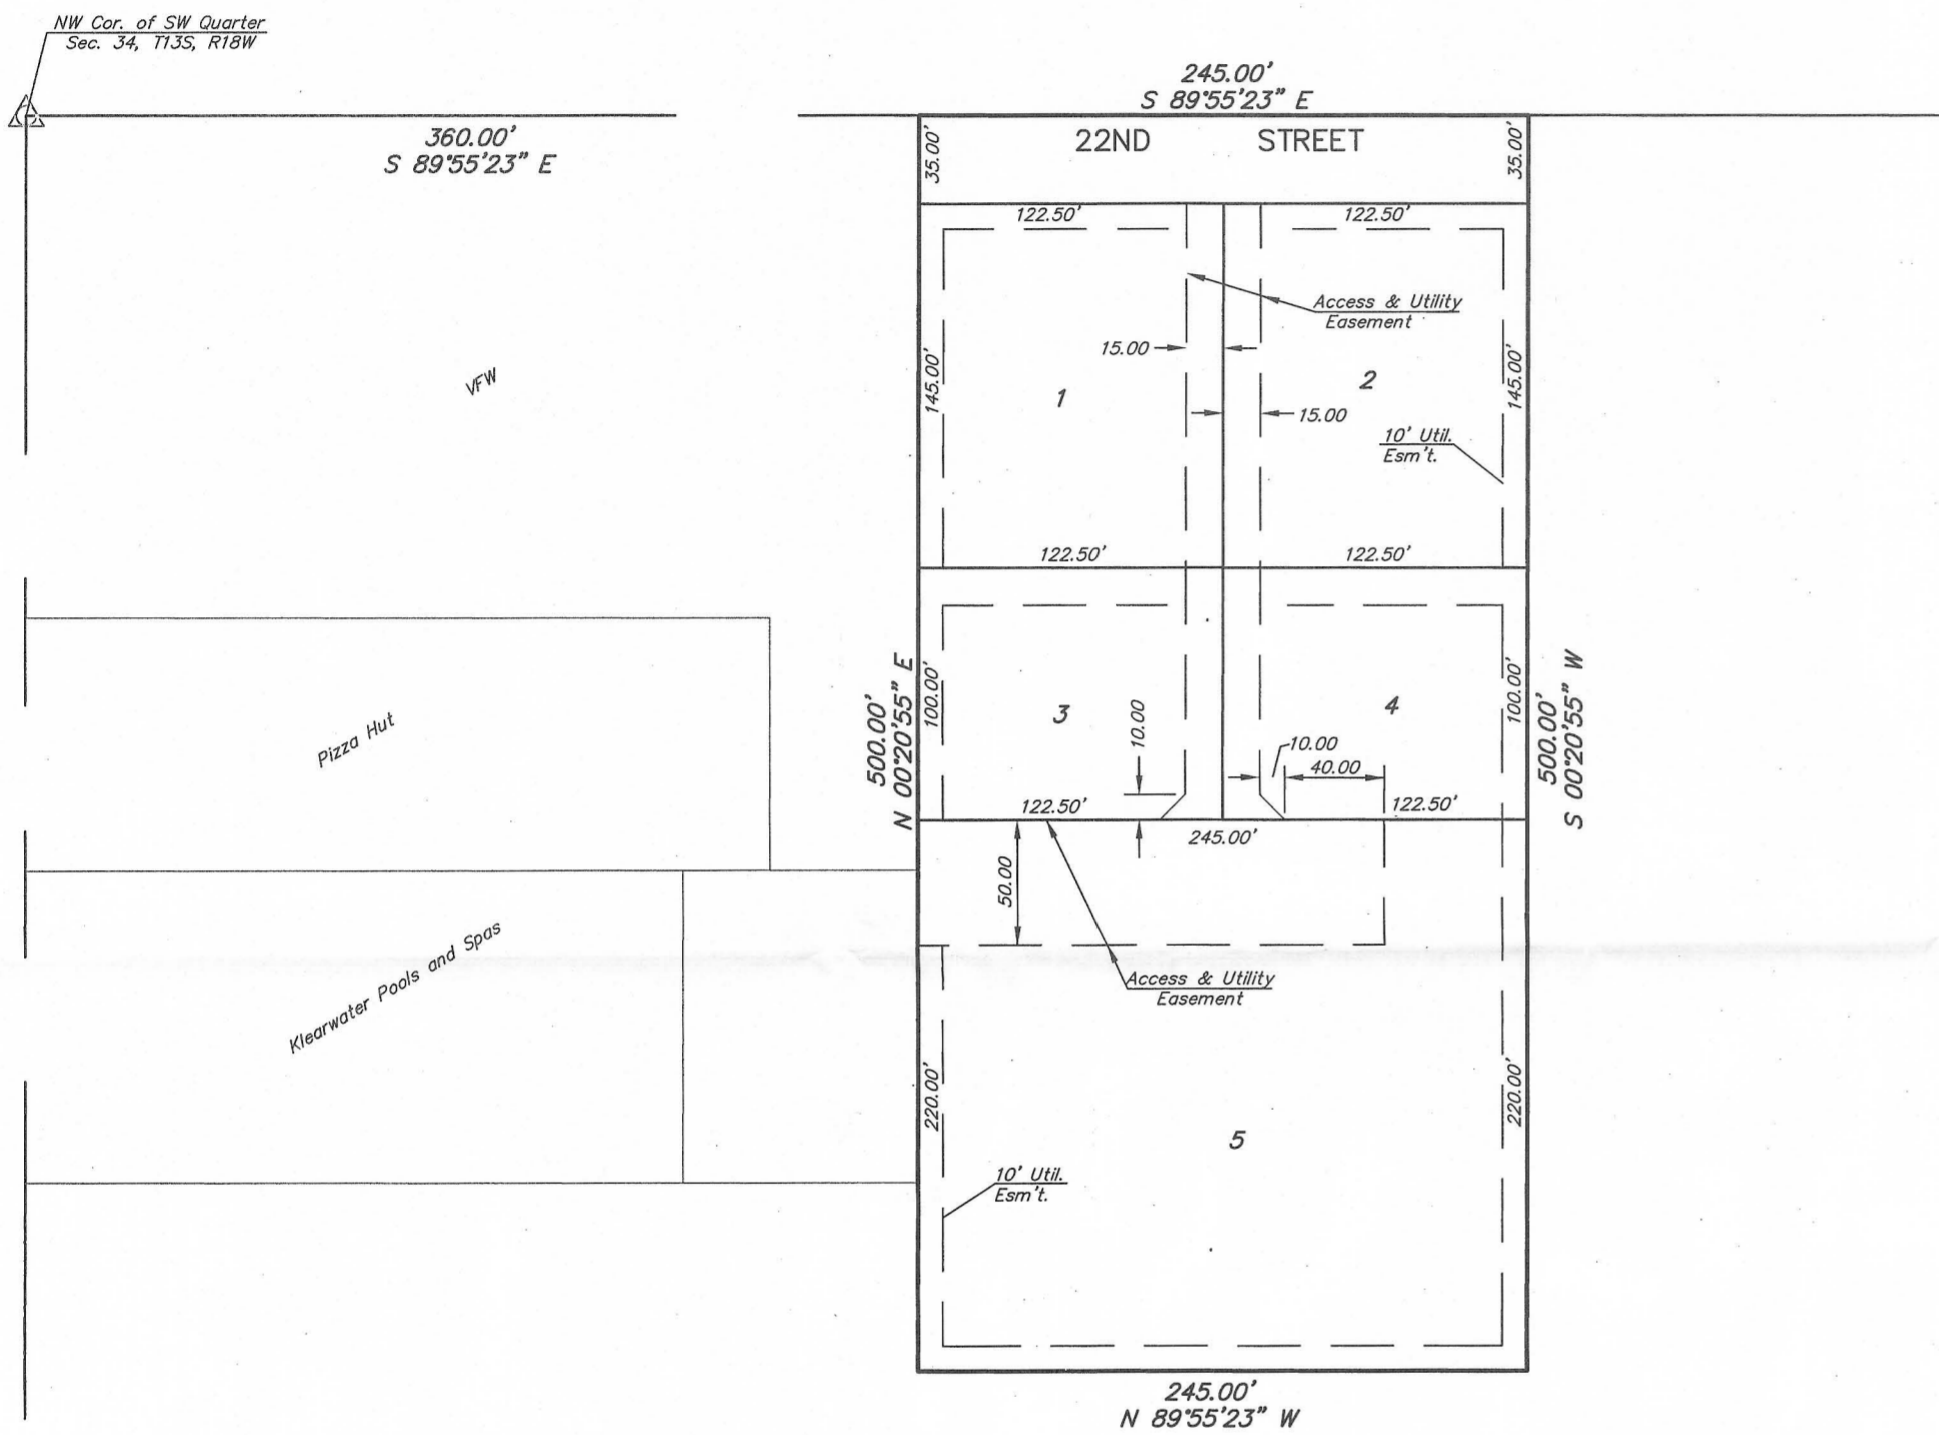 NW Cor. of SW Quarter
Sec. 34, T13S, R18W
360.00'
S 89°55'23" E
245.00'
S 89°55'23" E
22ND STREET
35.00'
35.00'
122.50'
122.50'
Access & Utility
Easement
15.00
15.00
145.00'
145.00'
1
2
10' Util.
Esm't.
VFW
122.50'
122.50'
500.00'
N 00°20'55" E
100.00'
3
10.00
4
10.00
40.00
100.00'
500.00'
S 00°20'55" W
122.50'
122.50'
245.00'
50.00
Pizza Hut
Klearwater Pools and Spas
Access & Utility
Easement
220.00'
220.00'
5
10' Util.
Esm't.
245.00'
N 89°55'23" W